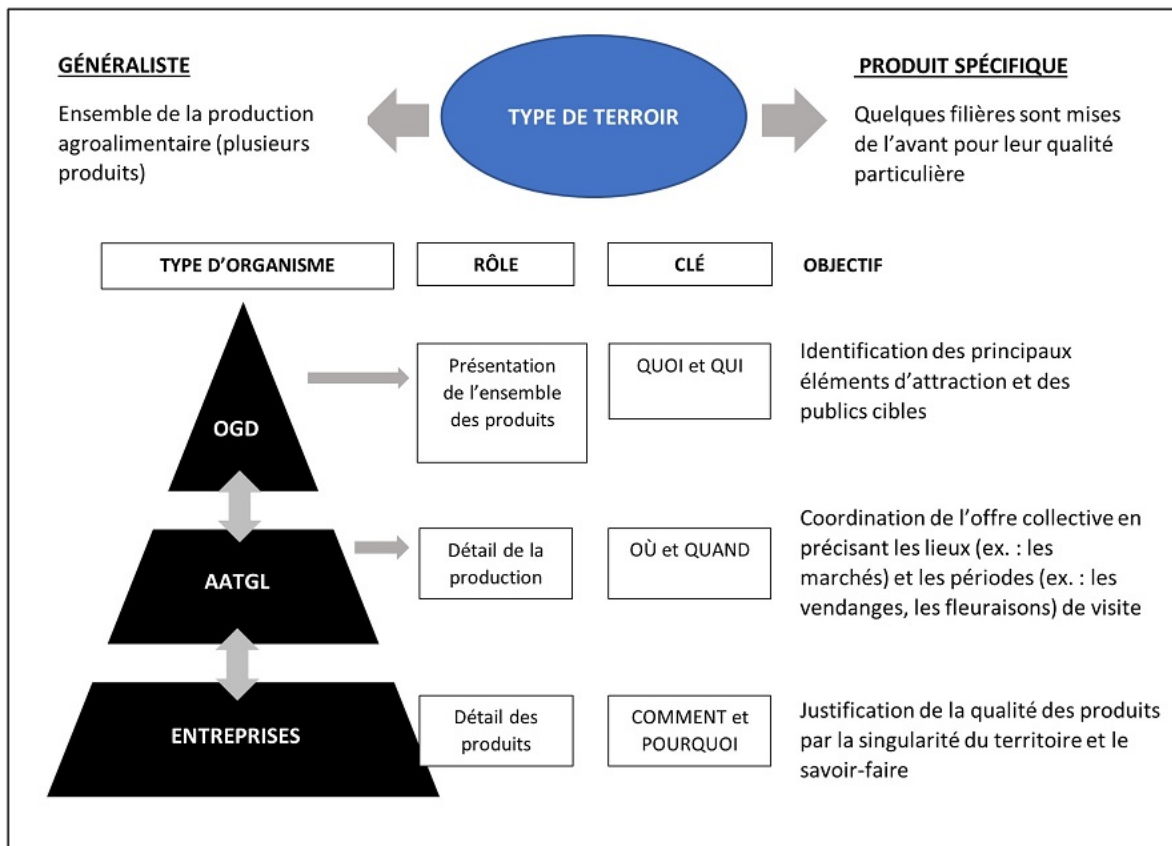 GÉNÉRALISTE
Ensemble de la production
agroalimentaire (plusieurs
produits)
TYPE DE TERROIR
PRODUIT SPÉCIFIQUE
Quelques filières sont mises
de l’avant pour leur qualité
particulière
TYPE D’ORGANISME
RÔLE
CLÉ
OBJECTIF
OGD
Présentation
de l’ensemble
des produits
QUOI et QUI
Identification des principaux
éléments d’attraction et des
publics cibles
AATGL
Détail de la
production
OÙ et QUAND
Coordination de l’offre collective en
précisant les lieux (ex. : les
marchés) et les périodes (ex. : les
vendanges, les fleuraisons) de visite
ENTREPRISES
Détail des
produits
COMMENT et
POURQUOI
Justification de la qualité des produits
par la singularité du territoire et le
savoir-faire